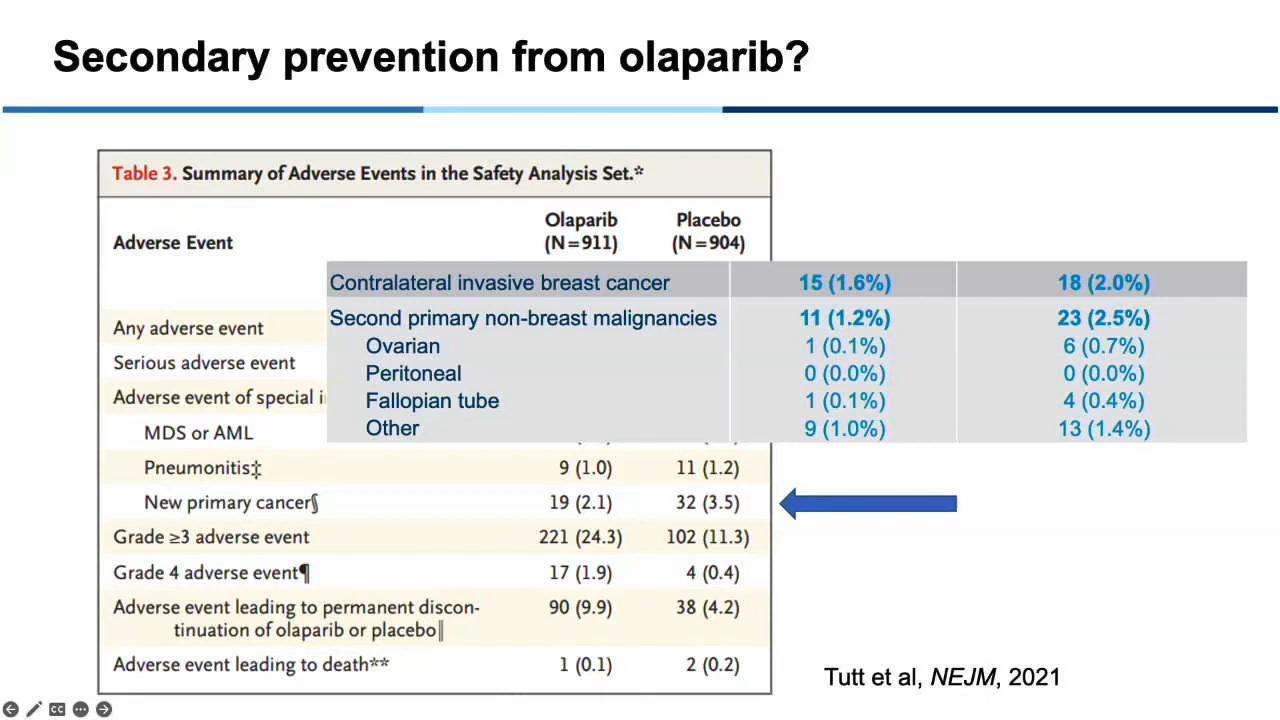 Secondary prevention from olaparib?
Table 3. Summary of Adverse Events in the Safety Analysis Set.*
Adverse Event
Olaparib
(N=911)
Placebo
(N=904)
Contralateral invasive breast cancer 15 (1.6%) 18 (2.0%)
Second primary non-breast malignancies 11 (1.2%) 23 (2.5%)
Ovarian 1 (0.1%) 6 (0.7%)
Peritoneal 0 (0.0%) 0 (0.0%)
Fallopian tube 1 (0.1%) 4 (0.4%)
Other 9 (1.0%) 13 (1.4%)
Any adverse event
Serious adverse event
Adverse event of special
MDS or AML
Pneumonitis‡ 9 (1.0) 11 (1.2)
New primary cancer§ 19 (2.1) 32 (3.5)
Grade ≥3 adverse event 221 (24.3) 102 (11.3)
Grade 4 adverse event¶ 17 (1.9) 4 (0.4)
Adverse event leading to permanent discon-
tinuation of olaparib or placebo‖ 90 (9.9) 38 (4.2)
Adverse event leading to death** 1 (0.1) 2 (0.2)
Tutt et al, NEJM, 2021
CC